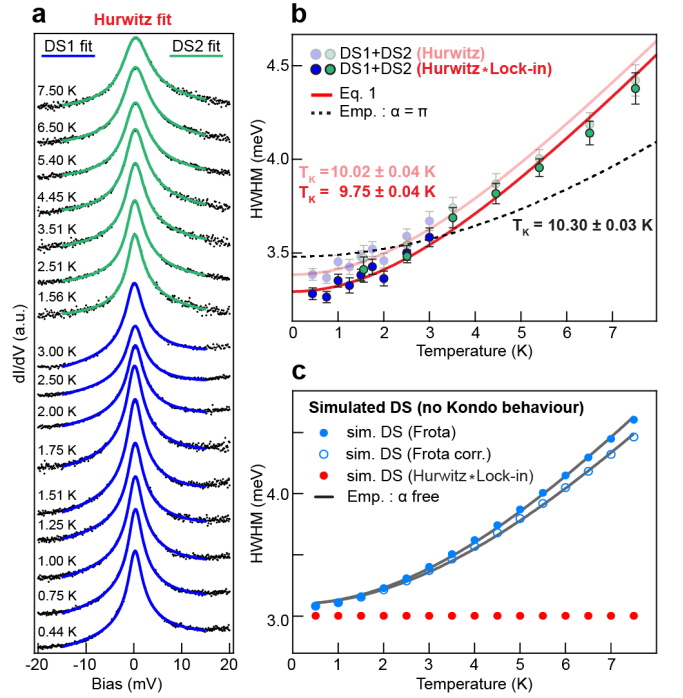 a
Hurwitz fit
DS1 fit
DS2 fit
7.50 K
6.50 K
5.40 K
4.45 K
3.51 K
2.51 K
1.56 K
3.00 K
2.50 K
2.00 K
1.75 K
1.51 K
1.25 K
1.00 K
0.75 K
0.44 K
dI/dV (a.u.)
-20 -10 0 10 20
Bias (mV)
b
DS1+DS2 (Hurwitz)
DS1+DS2 (Hurwitz*Lock-in)
Eq. 1
Emp. : α = π
TK = 10.02 ± 0.04 K
TK = 9.75 ± 0.04 K
TK = 10.30 ± 0.03 K
4.5
4.0
3.5
HWHM (meV)
0 1 2 3 4 5 6 7
Temperature (K)
c
Simulated DS (no Kondo behaviour)
sim. DS (Frota)
sim. DS (Frota corr.)
sim. DS (Hurwitz*Lock-in)
Emp. : α free
4.0
3.0
HWHM (meV)
0 1 2 3 4 5 6 7
Temperature (K)